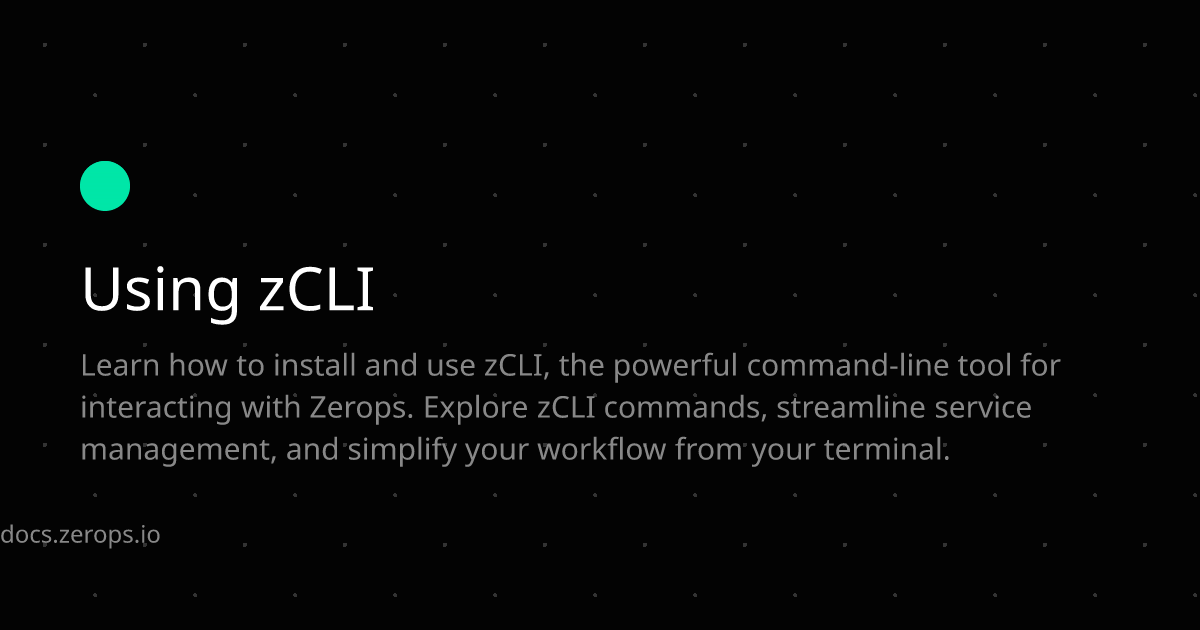 Using zCLI
Learn how to install and use zCLI, the powerful command-line tool for
interacting with Zerops. Explore zCLI commands, streamline service
management, and simplify your workflow from your terminal.
docs.zerops.io